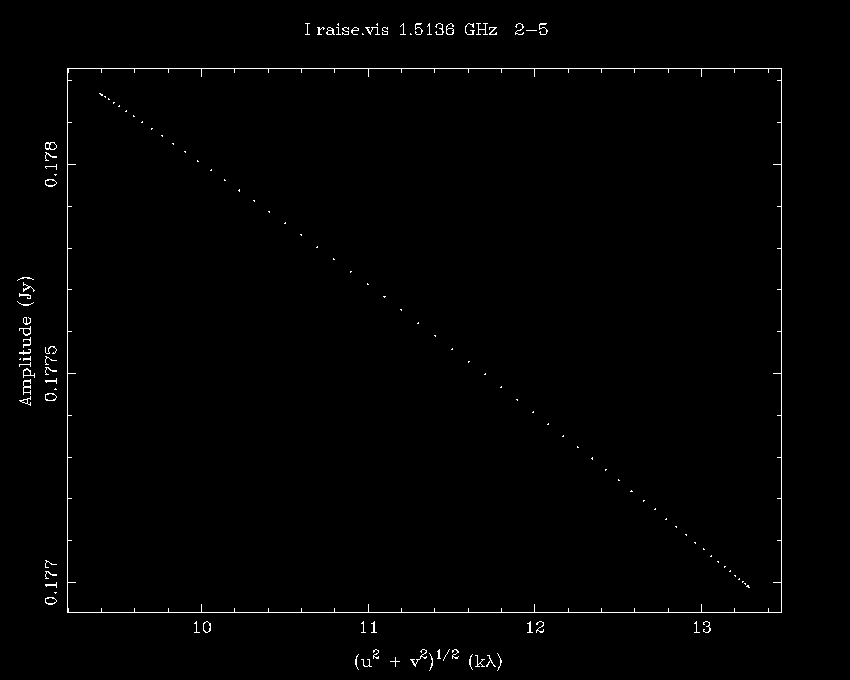 I raise.vis 1.5136 GHz 2-5
0.178
0.1775
0.177
Amplitude (Jy)
10 11 12 13
(u² + v²)^1/2 (kλ)